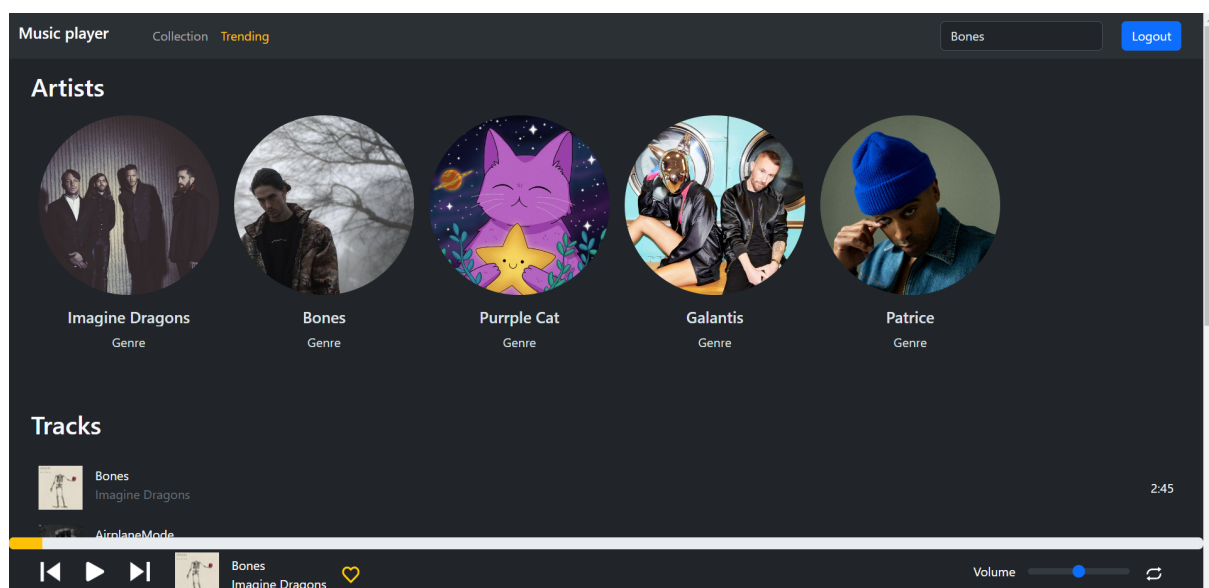 Music player
Collection
Trending
Bones
Logout
Artists
Imagine Dragons
Genre
Bones
Genre
Purrple Cat
Genre
Galantis
Genre
Patrice
Genre
Tracks
Bones
Imagine Dragons
2:45
AirplaneMode
Bones
Imagine Dragons
Volume